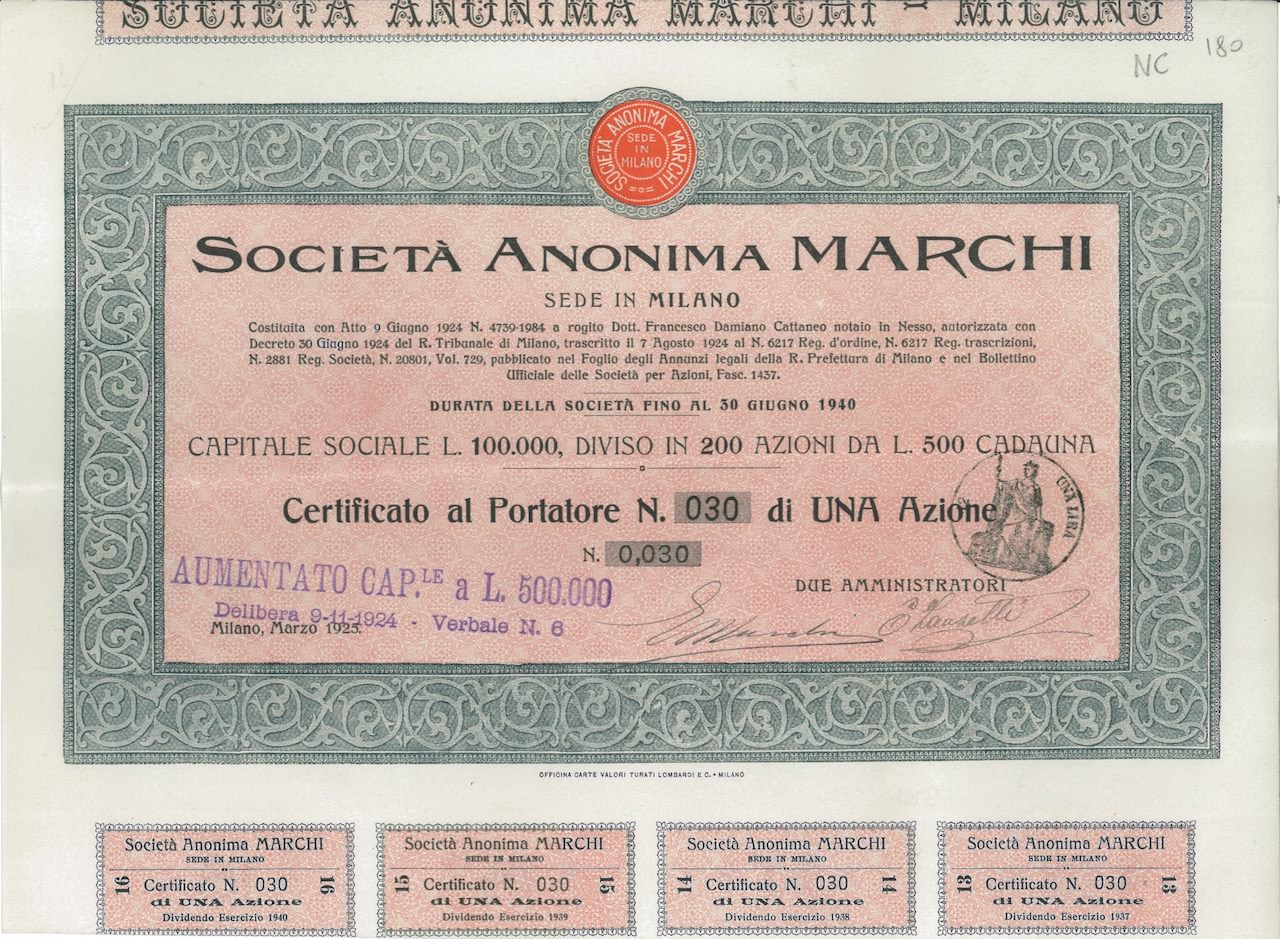 SOCIETÀ ANONIMA MARCHI - MILANO
NC 180
SOCIETÀ ANONIMA MARCHI
SEDE
IN
MILANO
SOCIETÀ ANONIMA MARCHI
SEDE IN MILANO
Costituita con Atto 9 Giugno 1924 N. 4739-1984 a rogito Dott. Francesco Damiano Cattaneo notaio in Nesso, autorizzata con
Decreto 30 Giugno 1924 del R. Tribunale di Milano, trascritto il 7 Agosto 1924 al N. 6217 Reg. d'ordine, N. 6217 Reg. trascrizioni,
N. 2881 Reg. Società, N. 20801, Vol. 729, pubblicato nel Foglio degli Annunzi legali della R. Prefettura di Milano e nel Bollettino
Ufficiale delle Società per Azioni, Fasc. 1437.
DURATA DELLA SOCIETÀ FINO AL 30 GIUGNO 1940
CAPITALE SOCIALE L. 100.000, DIVISO IN 200 AZIONI DA L. 500 CADAUNA
UNA LIRA
Certificato al Portatore N. 030 di UNA Azione
N. 0,030
AUMENTATO CAP.LE a L. 500.000
DUE AMMINISTRATORI
Delibera 9-11-1924 - Verbale N. 6
Milano, Marzo 1925.
OFFICINA CARTE VALORI TURATI LOMBARDI E C. • MILANO
Società Anonima MARCHI
SEDE IN MILANO
16 Certificato N. 030 16
di UNA Azione
Dividendo Esercizio 1940
Società Anonima MARCHI
SEDE IN MILANO
15 Certificato N. 030 15
di UNA Azione
Dividendo Esercizio 1939
Società Anonima MARCHI
SEDE IN MILANO
14 Certificato N. 030 14
di UNA Azione
Dividendo Esercizio 1938
Società Anonima MARCHI
SEDE IN MILANO
13 Certificato N. 030 13
di UNA Azione
Dividendo Esercizio 1937